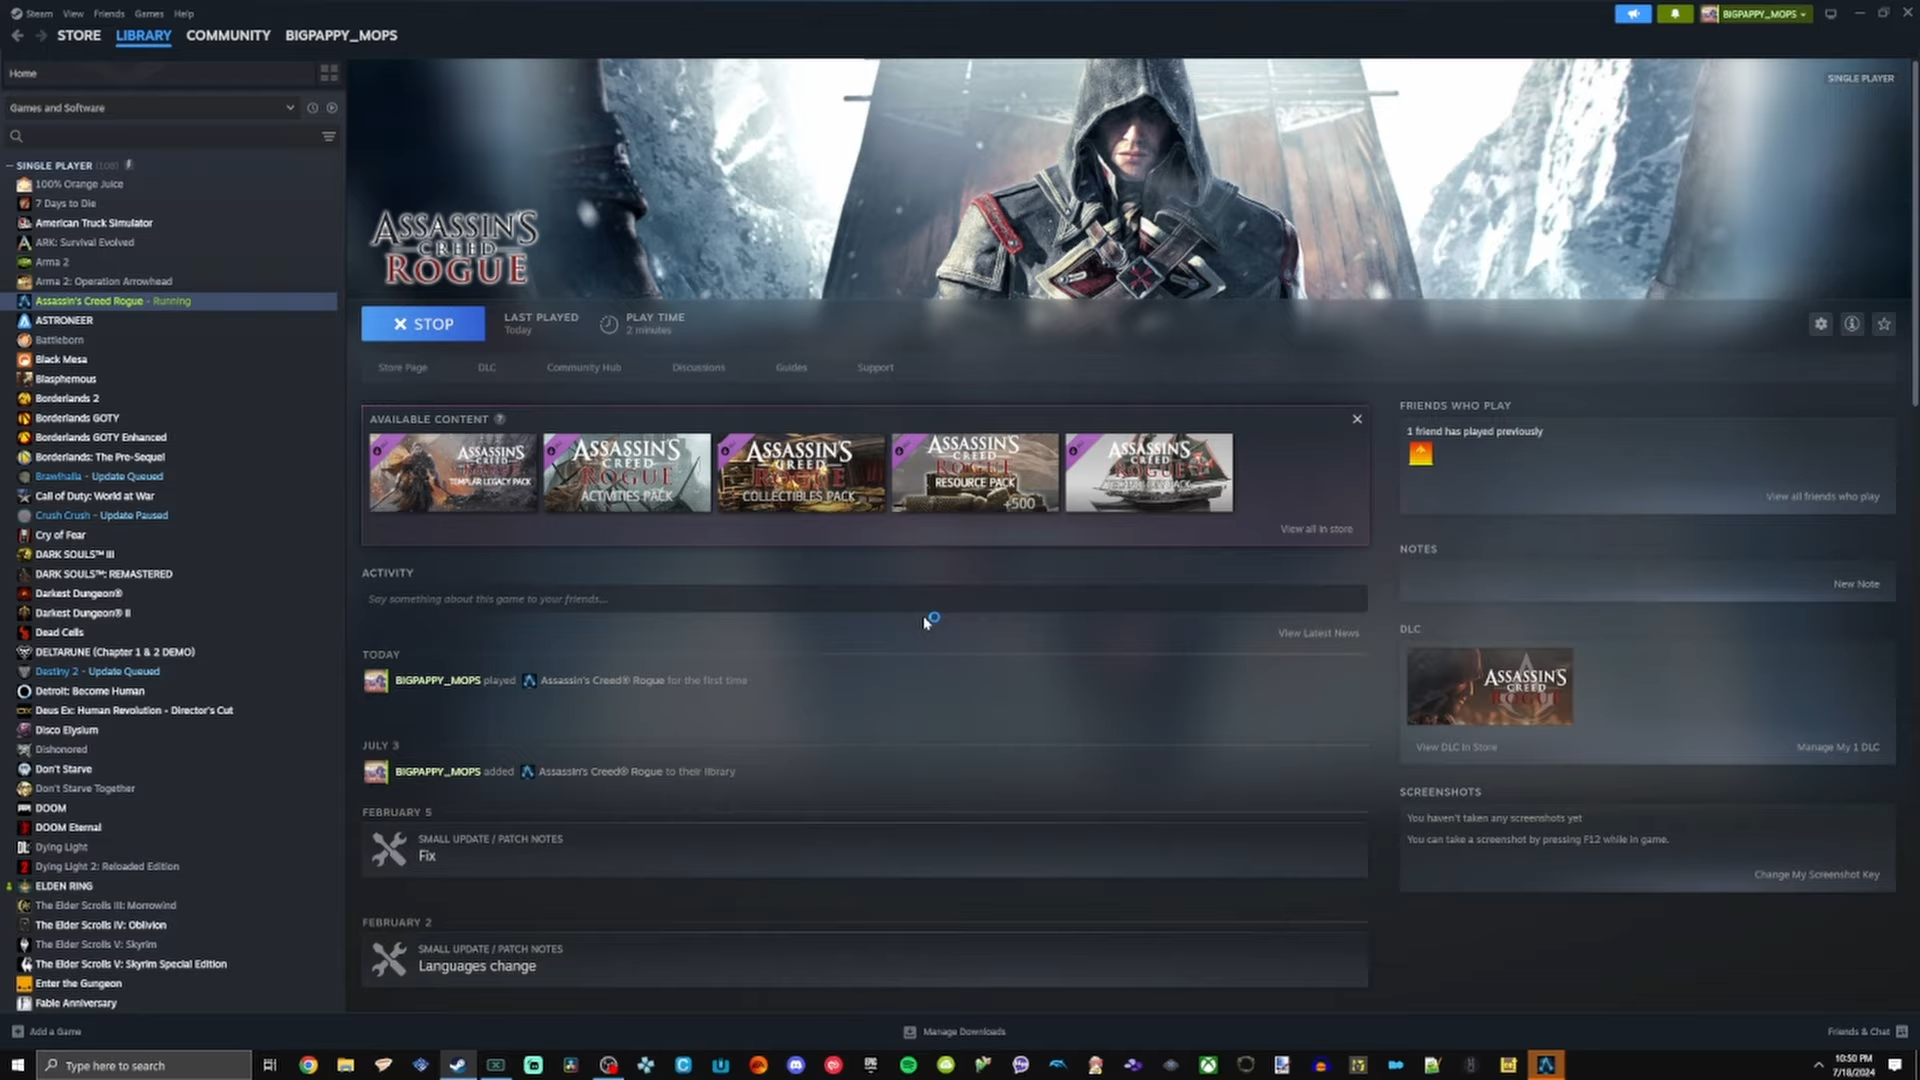 Steam View Friends Games Help
BIGPAPPY_MOPS
STORE LIBRARY COMMUNITY BIGPAPPY_MOPS
Home
Games and Software
SINGLE PLAYER (108)
100% Orange Juice
7 Days to Die
American Truck Simulator
ARK: Survival Evolved
Arma 2
Arma 2: Operation Arrowhead
Assassin's Creed Rogue - Running
ASTRONEER
Battleborn
Black Mesa
Blasphemous
Borderlands 2
Borderlands GOTY
Borderlands GOTY Enhanced
Borderlands: The Pre-Sequel
Brawlhalla - Update Queued
Call of Duty: World at War
Crush Crush - Update Paused
Cry of Fear
DARK SOULS™ III
DARK SOULS™: REMASTERED
Darkest Dungeon®
Darkest Dungeon® II
Dead Cells
DELTARUNE (Chapter 1 & 2 DEMO)
Destiny 2 - Update Queued
Detroit: Become Human
Deus Ex: Human Revolution - Director's Cut
Disco Elysium
Dishonored
Don't Starve
Don't Starve Together
DOOM
DOOM Eternal
Dying Light
Dying Light 2: Reloaded Edition
ELDEN RING
The Elder Scrolls III: Morrowind
The Elder Scrolls IV: Oblivion
The Elder Scrolls V: Skyrim
The Elder Scrolls V: Skyrim Special Edition
Enter the Gungeon
Fable Anniversary
Add a Game
SINGLE PLAYER
ASSASSIN'S
CREED
ROGUE
STOP
LAST PLAYED
Today
PLAY TIME
2 minutes
Store Page DLC Community Hub Discussions Guides Support
AVAILABLE CONTENT ?
ASSASSIN'S
CREED
ROGUE
TEMPLAR LEGACY PACK
ASSASSIN'S
CREED
ROGUE
ACTIVITIES PACK
ASSASSIN'S
CREED
ROGUE
COLLECTIBLES PACK
ASSASSIN'S
CREED
ROGUE
RESOURCE PACK
+500
ASSASSIN'S
CREED
ROGUE
View all in store
ACTIVITY
Say something about this game to your friends...
View Latest News
TODAY
BIGPAPPY_MOPS played Assassin's Creed® Rogue for the first time
JULY 3
BIGPAPPY_MOPS added Assassin's Creed® Rogue to their library
FEBRUARY 5
SMALL UPDATE / PATCH NOTES
Fix
FEBRUARY 2
SMALL UPDATE / PATCH NOTES
Languages change
FRIENDS WHO PLAY
1 friend has played previously
View all friends who play
NOTES
New Note
DLC
ASSASSIN'S
CREED
ROGUE
View DLC in Store
Manage My 1 DLC
SCREENSHOTS
You haven't taken any screenshots yet
You can take a screenshot by pressing F12 while in game.
Change My Screenshot Key
Manage Downloads
Friends & Chat
Type here to search
EPIC
10:50 PM
7/18/2024